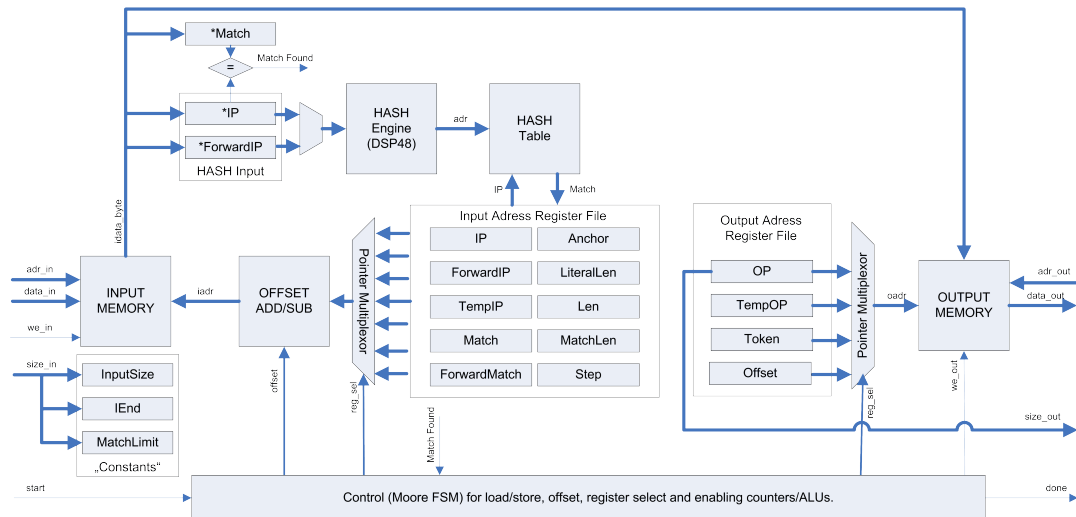 *Match
Match Found
=
*IP
*ForwardIP
HASH Input
HASH
Engine
(DSP48)
adr
HASH
Table
IP
Match
idata_byte
Input Adress Register File
IP
Anchor
ForwardIP
LiteralLen
TempIP
Len
Match
MatchLen
ForwardMatch
Step
Pointer Multiplexor
Output Adress
Register File
OP
TempOP
Token
Offset
Pointer Multiplexor
adr_in
data_in
we_in
INPUT
MEMORY
iadr
OFFSET
ADD/SUB
oadr
OUTPUT
MEMORY
adr_out
data_out
size_in
InputSize
IEnd
MatchLimit
„Constants“
offset
reg_sel
Match Found
reg_sel
we_out
size_out
start
Control (Moore FSM) for load/store, offset, register select and enabling counters/ALUs.
done